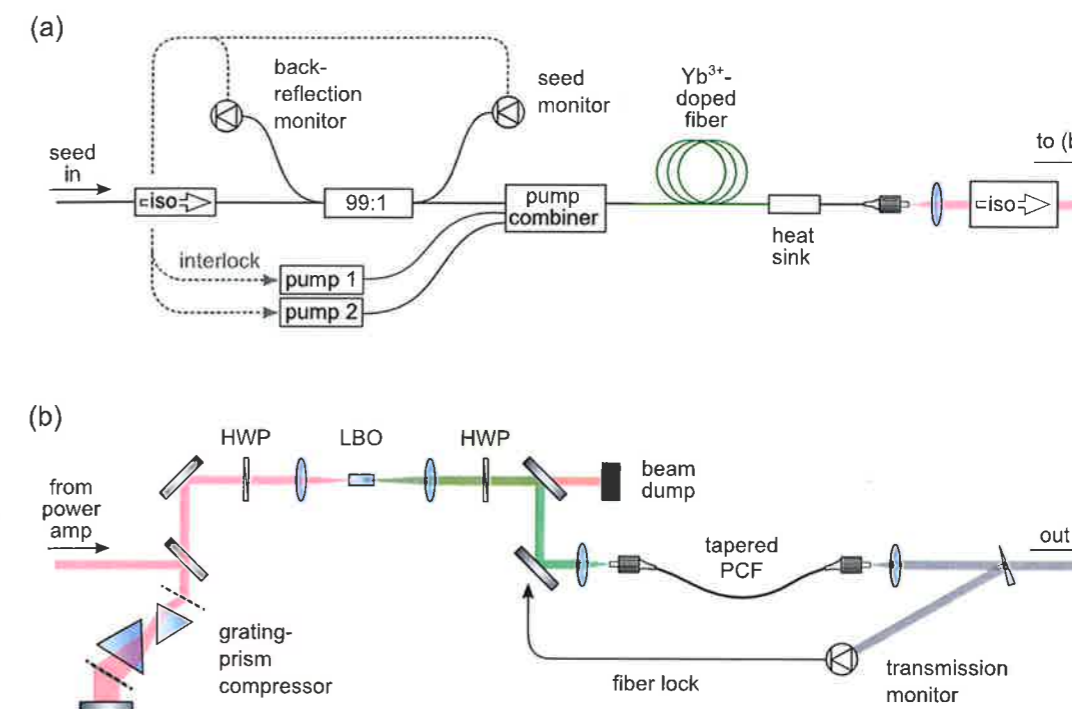 (a)
back-
reflection
monitor
seed
monitor
Yb³⁺-
doped
fiber
to (b
seed
in
iso
99:1
pump
combiner
iso
heat
sink
interlock
pump 1
pump 2
(b)
HWP
LBO
HWP
beam
dump
from
power
amp
tapered
PCF
out
grating-
prism
compressor
fiber lock
transmission
monitor